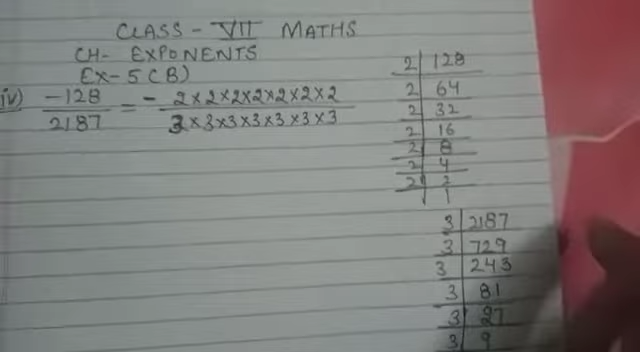 CLASS - VII MATHS
CH- EXPONENTS
EX-5(B)
iv) -128/2187 = - 2×2×2×2×2×2×2/3×3×3×3×3×3×3
2 | 128
2 | 64
2 | 32
2 | 16
2 | 8
2 | 4
2 | 2
1
3 | 2187
3 | 729
3 | 243
3 | 81
3 | 27
3 | 9